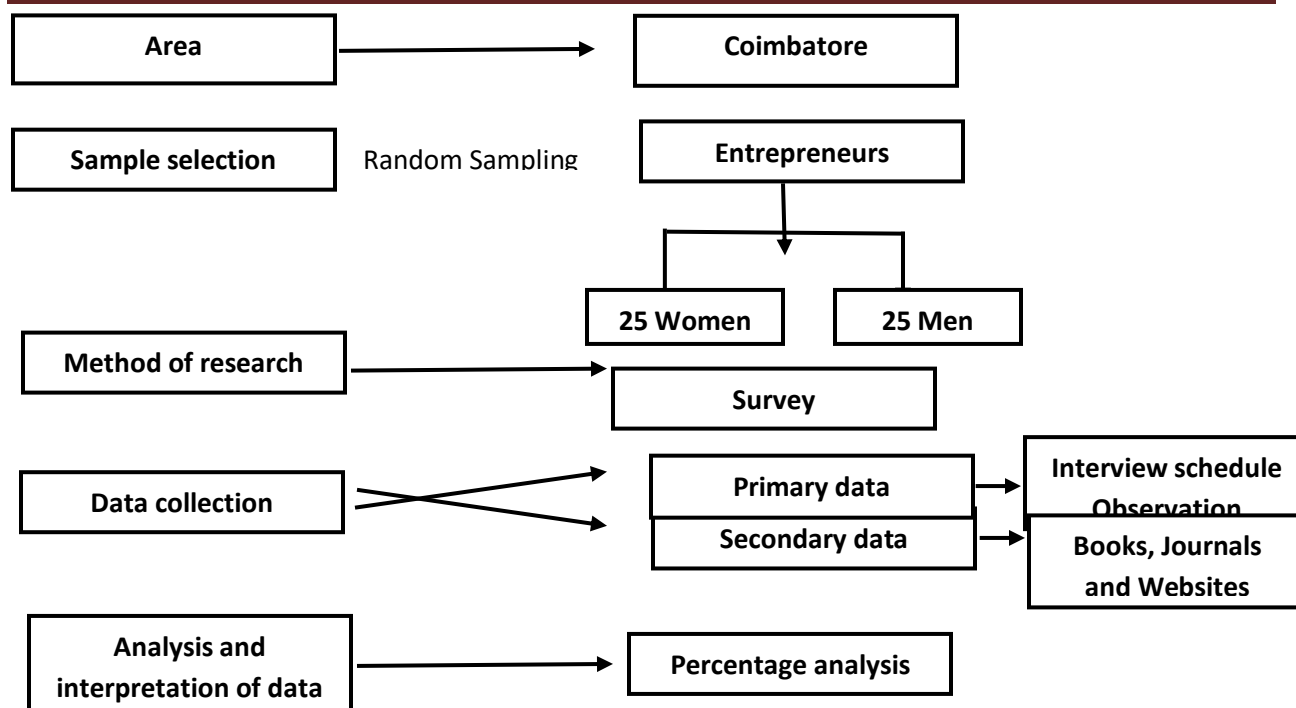 Area
Coimbatore
Sample selection
Random Sampling
Entrepreneurs
25 Women
25 Men
Method of research
Survey
Data collection
Primary data
Interview schedule
Observation
Secondary data
Books, Journals
and Websites
Analysis and
interpretation of data
Percentage analysis